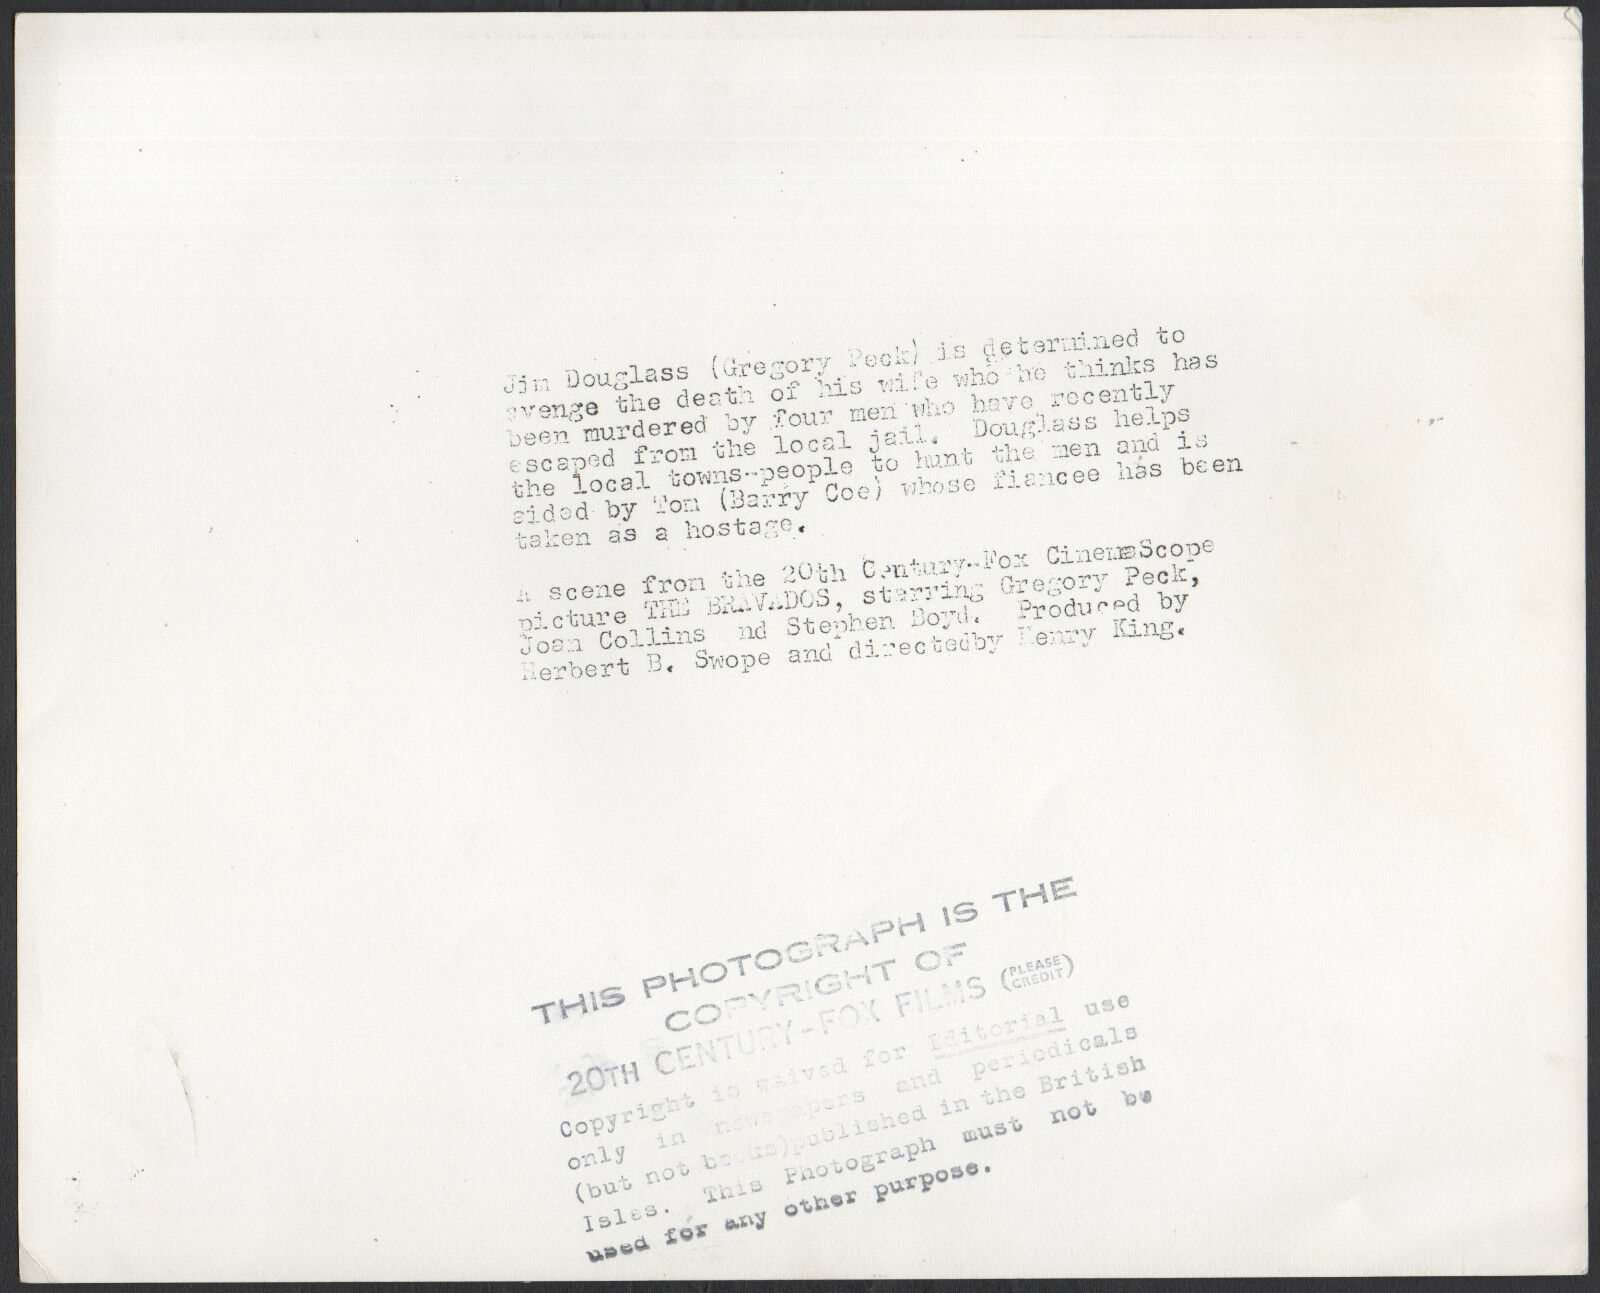 Jim Douglass (Gregory Peck) is determined to
avenge the death of his wife who he thinks has
been murdered by four men who have recently
escaped from the local jail. Douglass helps
the local towns-people to hunt the men and is
aided by Tom (Barry Coe) whose fiancee has been
taken as a hostage.
A scene from the 20th Century-Fox CinemaScope
picture THE BRAVADOS, starring Gregory Peck,
Joan Collins nd Stephen Boyd. Produced by
Herbert B. Swope and directedby Henry King.
THIS PHOTOGRAPH IS THE
COPYRIGHT OF
20TH CENTURY-FOX FILMS (PLEASE CREDIT)
Copyright is waived for Editorial use
only in newspapers and periodicals
(but not books) published in the British
Isles. This Photograph must not be
used for any other purpose.